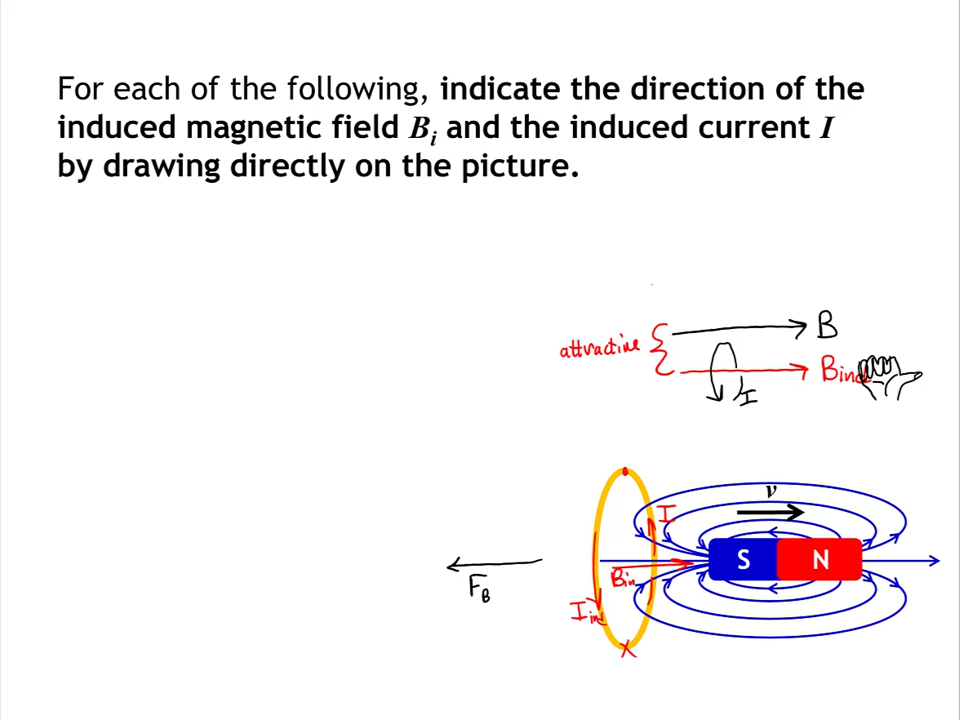 For each of the following, indicate the direction of the
induced magnetic field Bi and the induced current I
by drawing directly on the picture.
B
attractive
Bind
I
v
I
S N
Bin
FB
Iind
X